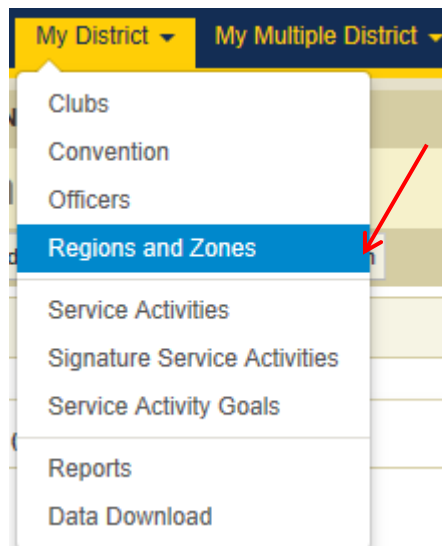 My District My Multiple District
Clubs
Convention
Officers
Regions and Zones
Service Activities
Signature Service Activities
Service Activity Goals
Reports
Data Download